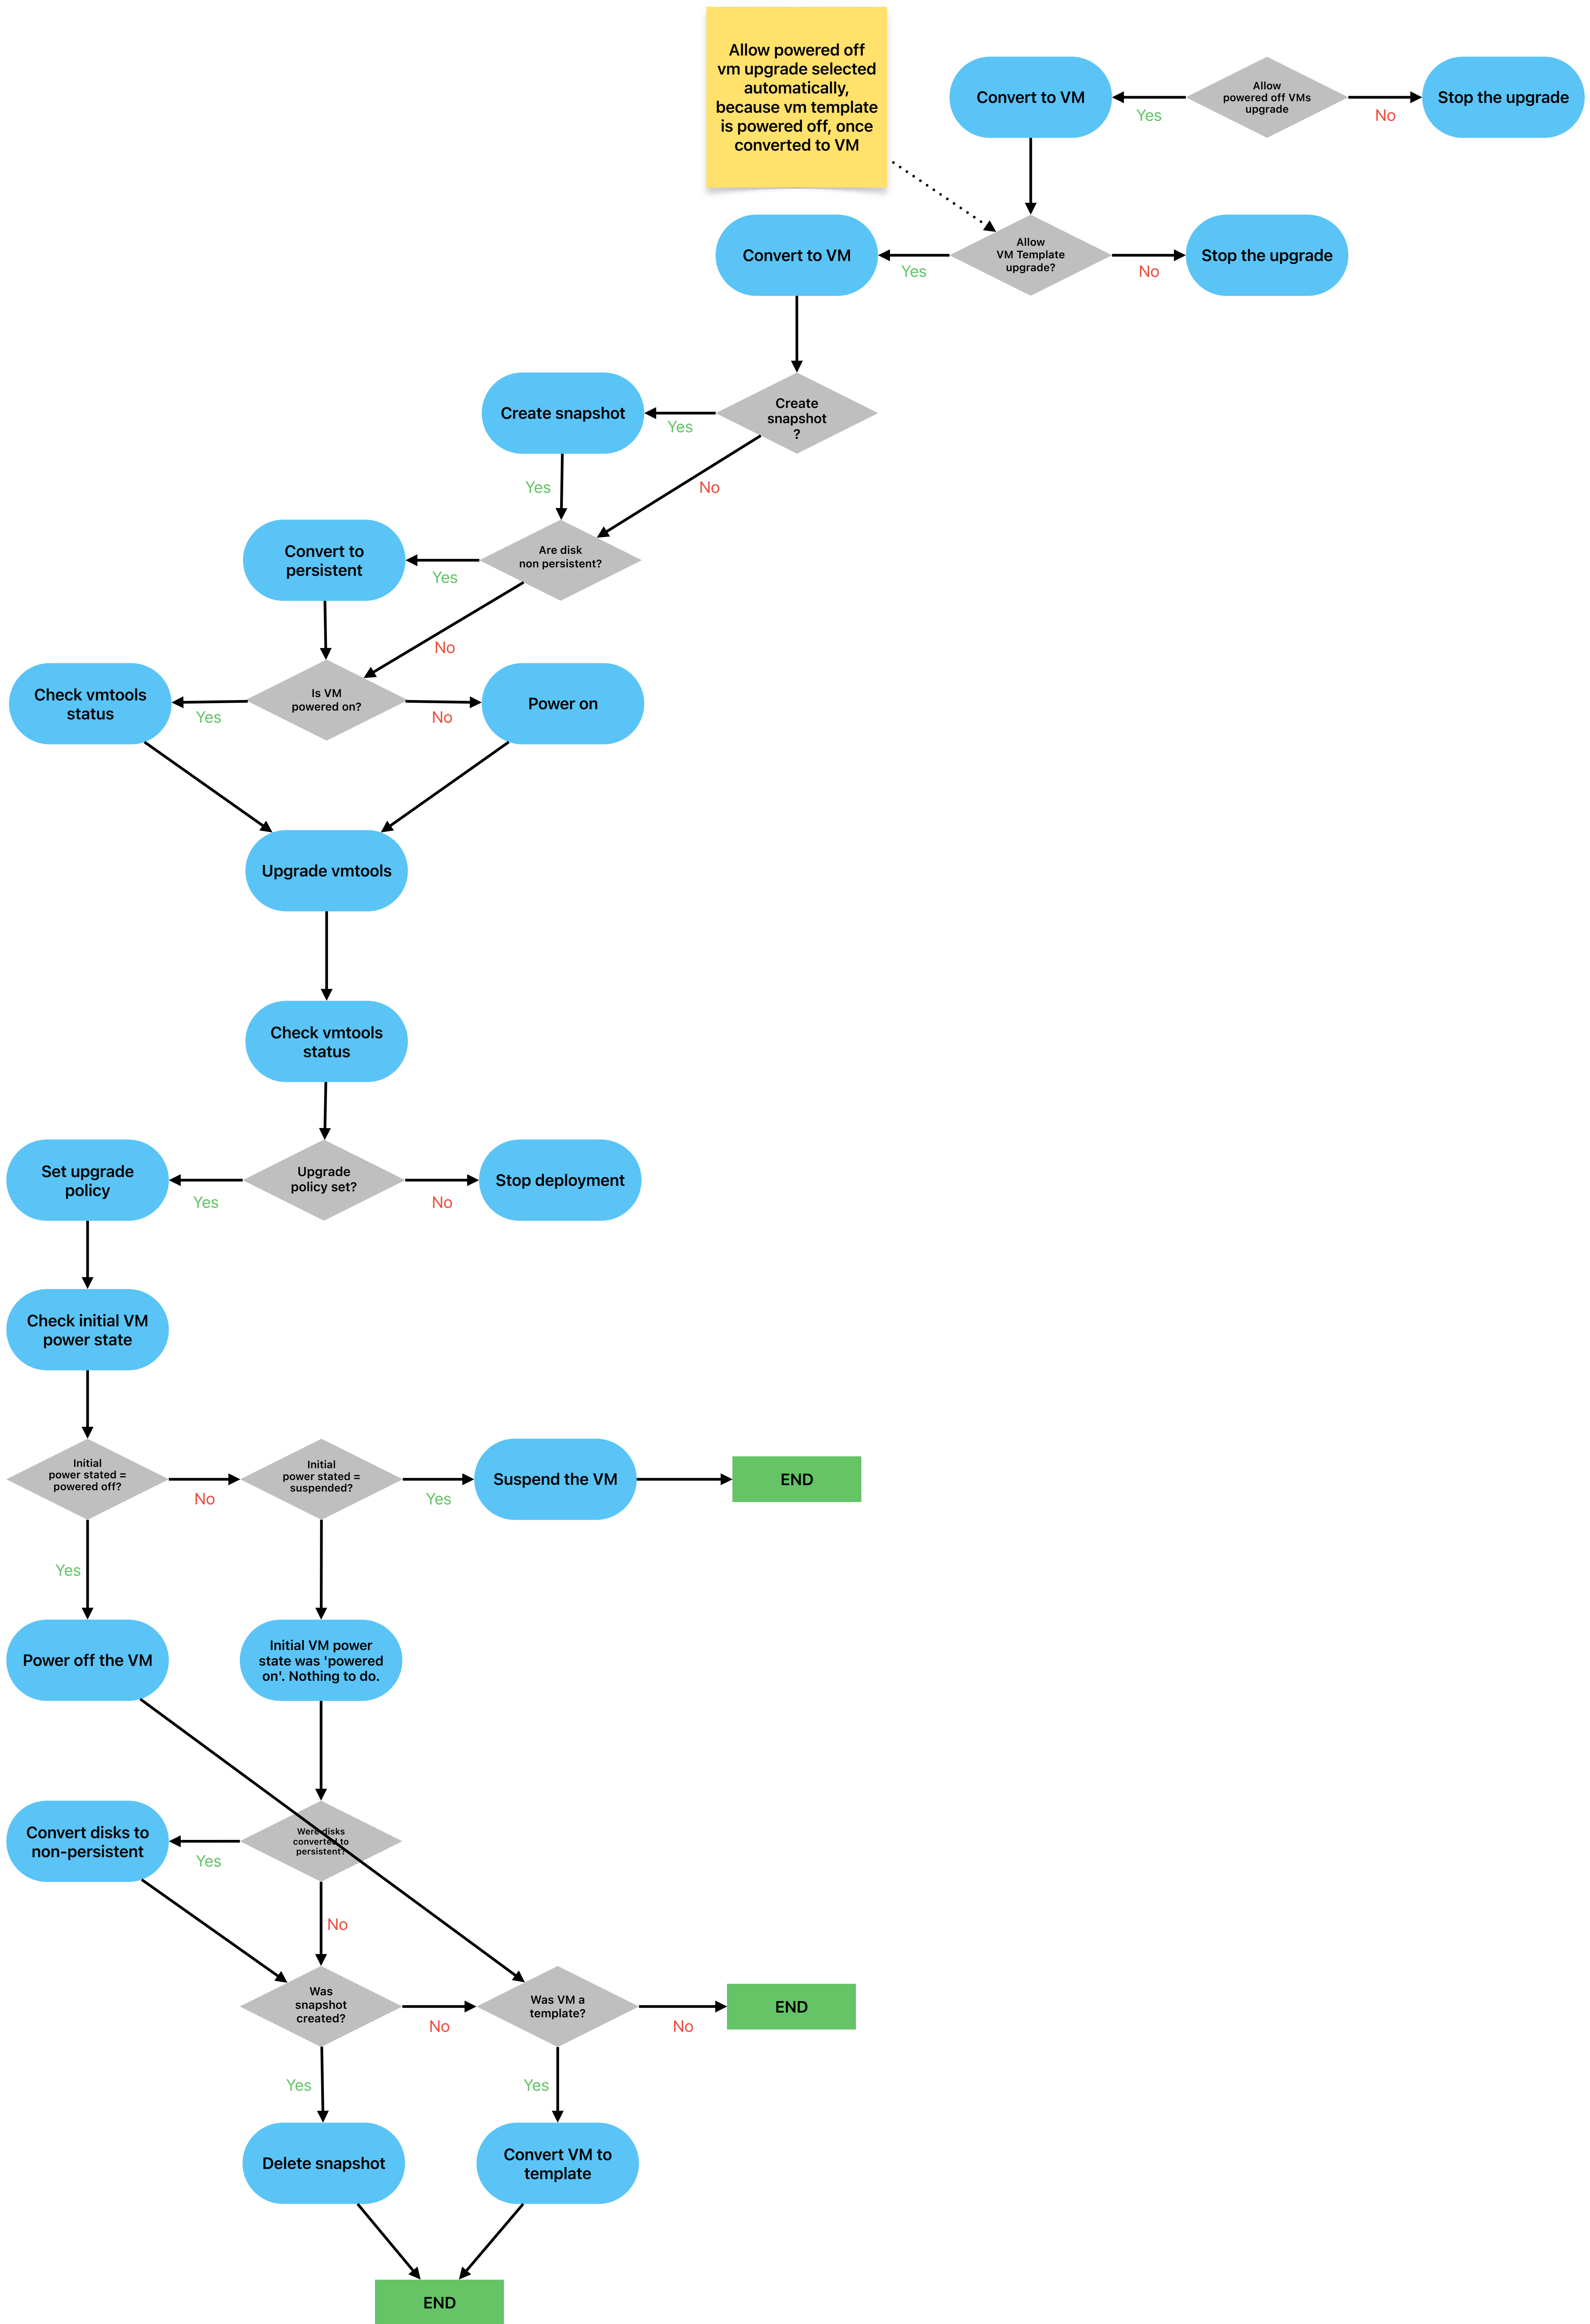 Allow powered off
vm upgrade selected
automatically,
because vm template
is powered off, once
converted to VM
Convert to VM
Yes
Allow
powered off VMs
upgrade
No
Stop the upgrade
Convert to VM
Yes
Allow
VM Template
upgrade?
No
Stop the upgrade
Create snapshot
Yes
Create
snapshot
?
Yes
No
Convert to
persistent
Yes
Are disk
non persistent?
No
Check vmtools
status
Yes
Is VM
powered on?
No
Power on
Upgrade vmtools
Check vmtools
status
Set upgrade
policy
Yes
Upgrade
policy set?
No
Stop deployment
Check initial VM
power state
Initial
power stated =
powered off?
No
Initial
power stated =
suspended?
Yes
Suspend the VM
END
Yes
Power off the VM
Initial VM power
state was 'powered
on'. Nothing to do.
Convert disks to
non-persistent
Yes
Were disks
converted to
persistent?
No
Was
snapshot
created?
No
Was VM a
template?
No
END
Yes
Yes
Delete snapshot
Convert VM to
template
END